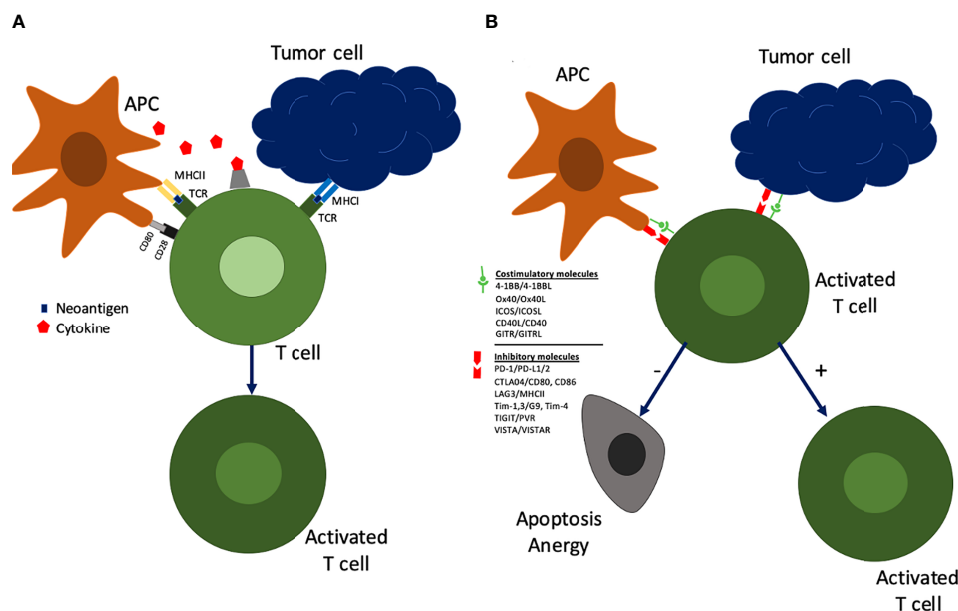 A
Tumor cell
APC
MHCII
TCR
MHCI
TCR
CD80
CD28
Neoantigen
Cytokine
T cell
Activated
T cell
B
Tumor cell
APC
Activated
T cell
Costimulatory molecules
4-1BB/4-1BBL
Ox40/Ox40L
ICOS/ICOSL
CD40L/CD40
GITR/GITRL
Inhibitory molecules
PD-1/PD-L1/2
CTLA04/CD80, CD86
LAG3/MHCII
Tim-1,3/G9, Tim-4
TIGIT/PVR
VISTA/VISTAR
-
+
Apoptosis
Anergy
Activated
T cell